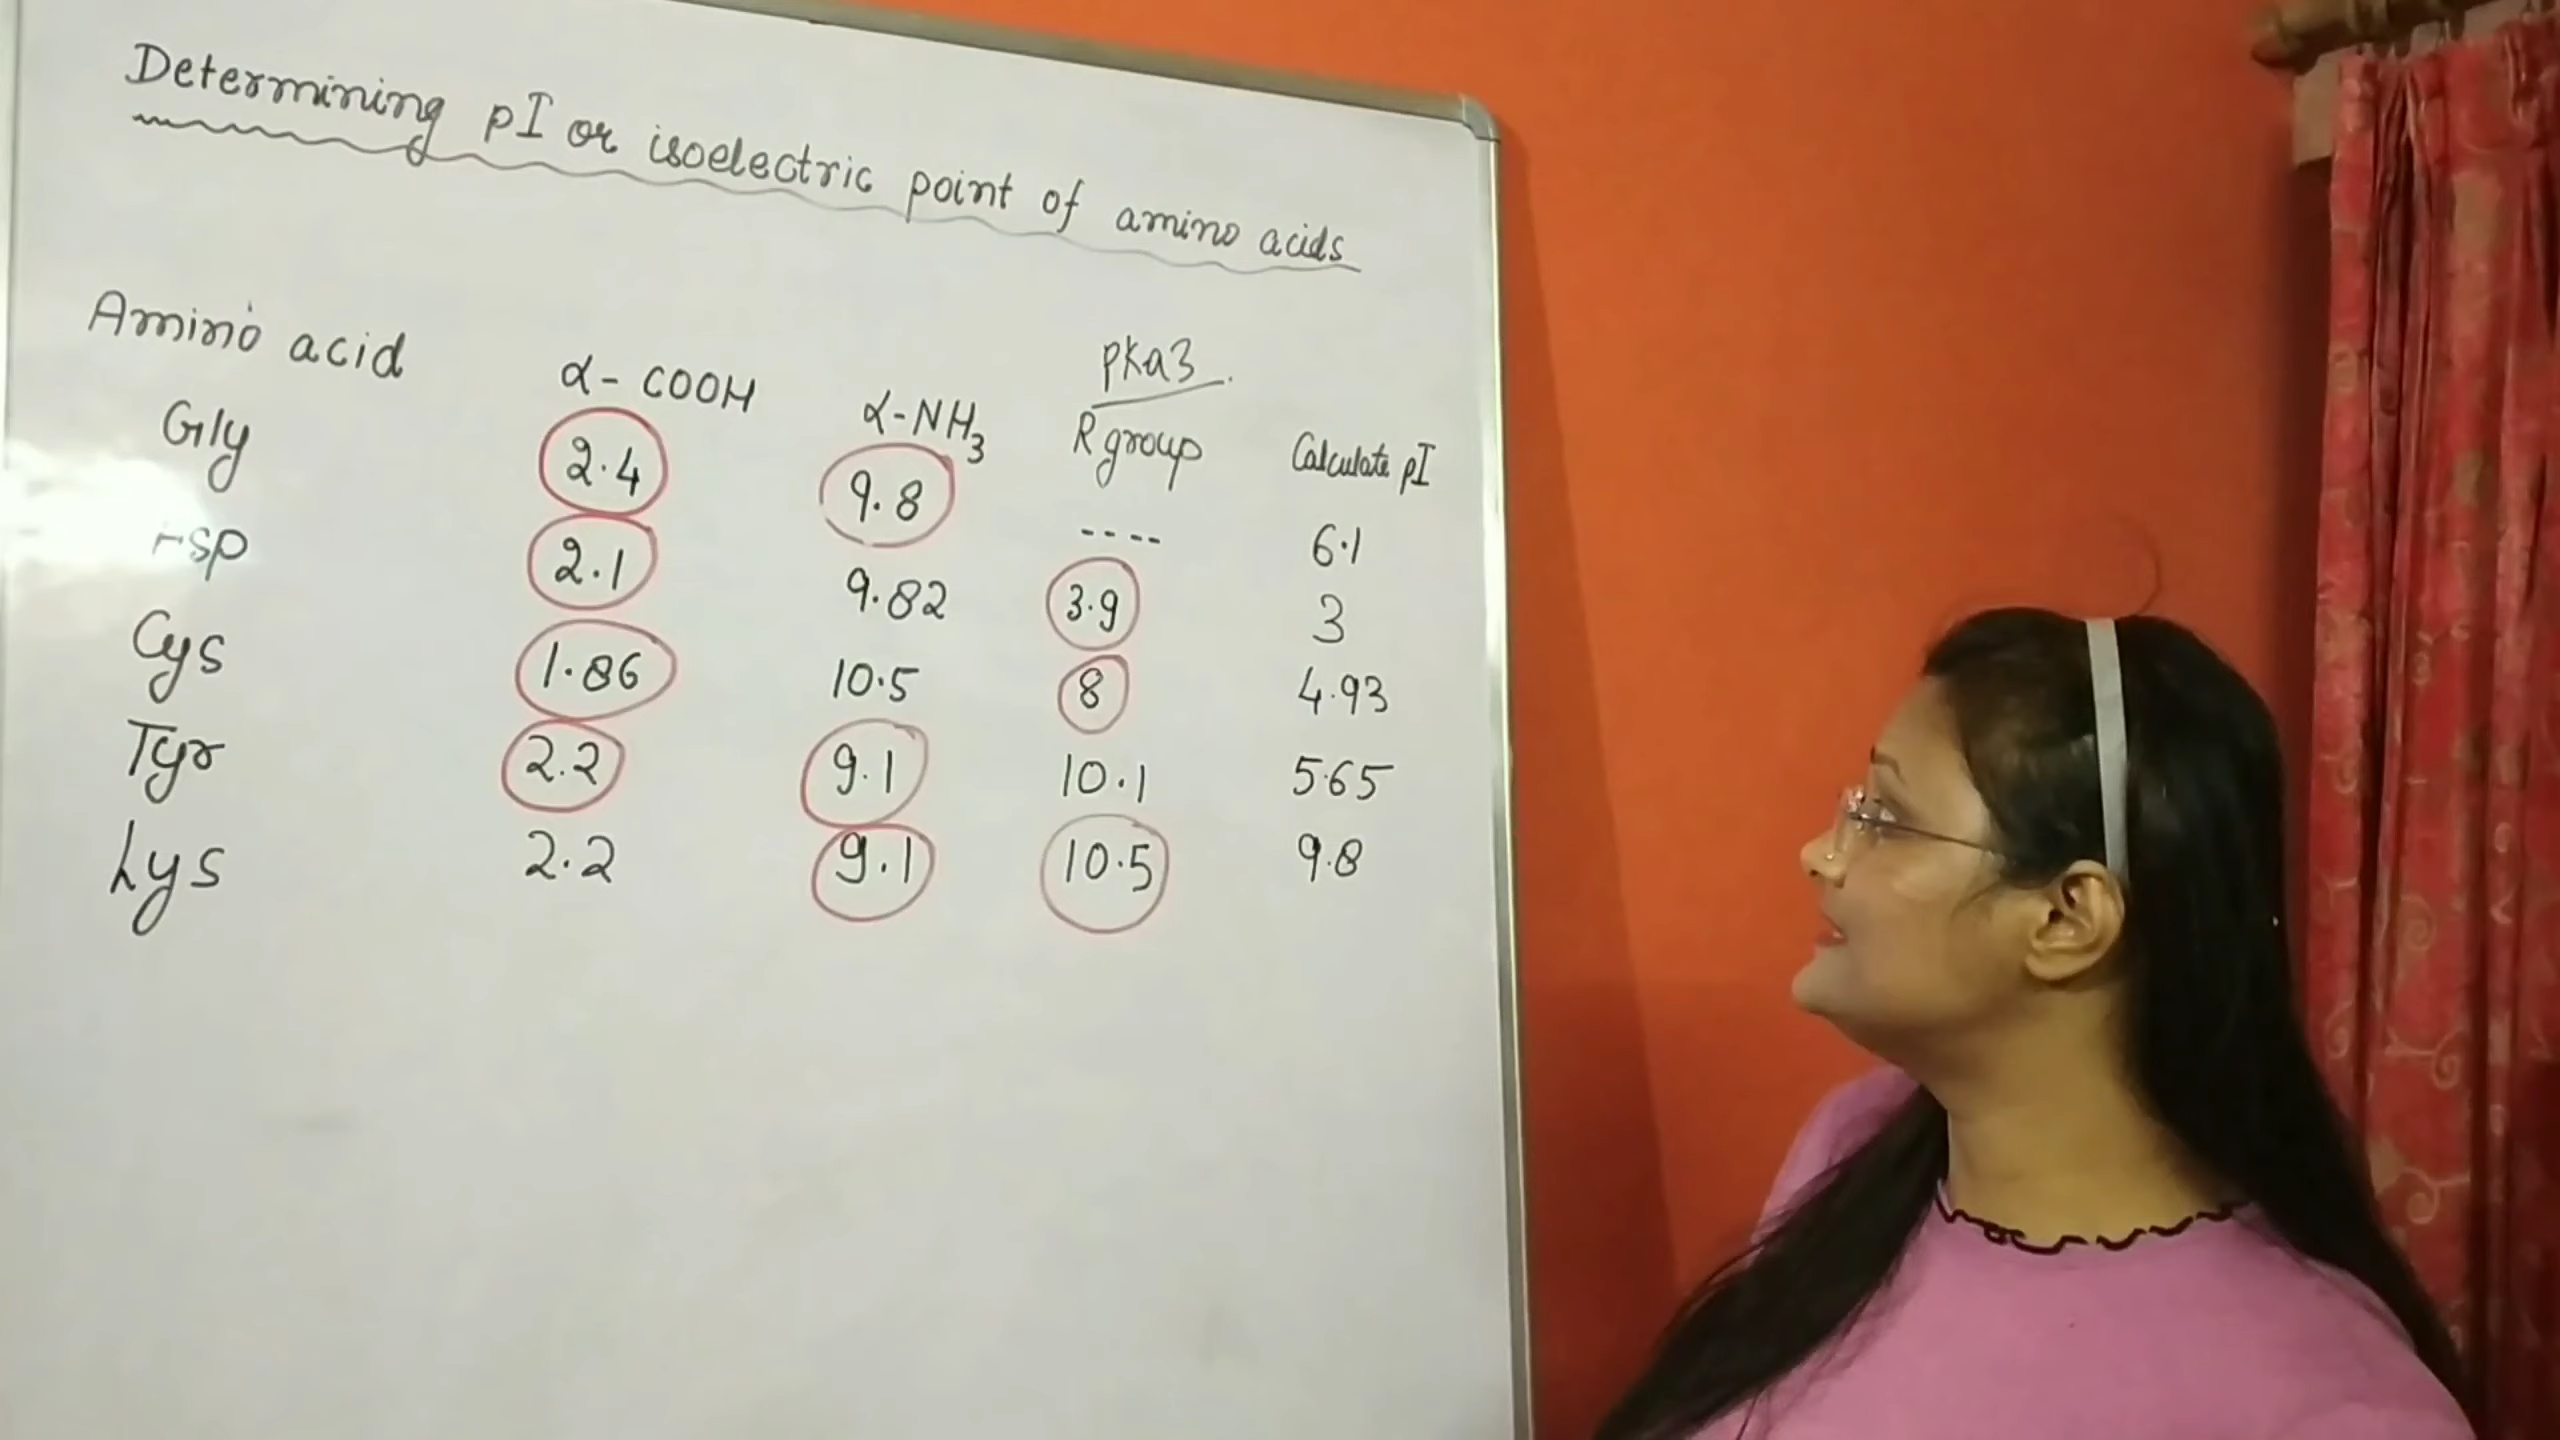 Determining pI or isoelectric point of amino acids
pKa3
Amino acid α-COOH α-NH3 R group Calculate pI
Gly 2.4 9.8 ---- 6.1
2.1 9.82 3.9 3
Cys 1.86 10.5 8 4.93
Tyr 2.2 9.1 10.1 5.65
Lys 2.2 9.1 10.5 9.8